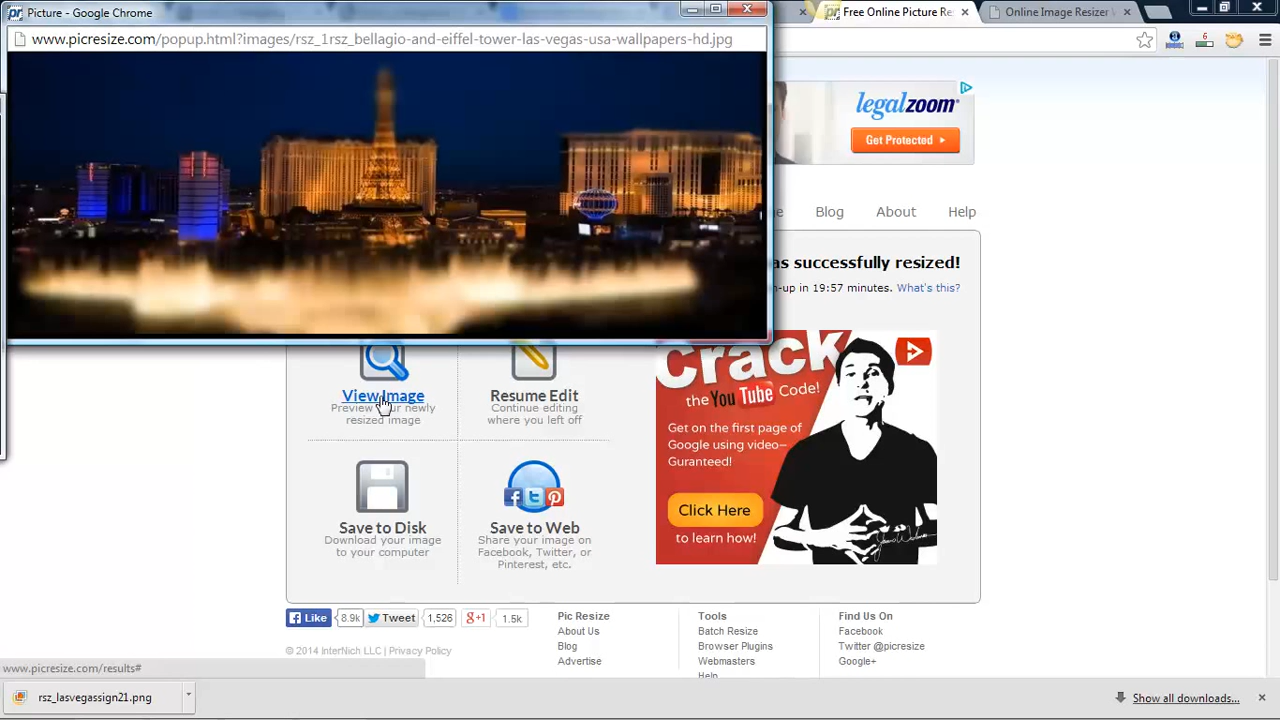 Picture - Google Chrome
Free Online Picture Re
Online Image Resizer
www.picresize.com/popup.html?images/rsz_1rsz_bellagio-and-eiffel-tower-las-vegas-usa-wallpapers-hd.jpg
6
legalzoom
Get Protected
Blog
About
Help
as successfully resized!
n-up in 19:57 minutes. What's this?
View Image
Preview your newly
resized image
Resume Edit
Continue editing
where you left off
Crack
the YouTube Code!
Get on the first page of
Google using video–
Guranteed!
Click Here
to learn how!
Save to Disk
Download your image
to your computer
Save to Web
Share your image on
Facebook, Twitter, or
Pinterest, etc.
Like 8.9k Tweet 1,526 g+1 1.5k
© 2014 InterNich LLC | Privacy Policy
Pic Resize
About Us
Blog
Advertise
Tools
Batch Resize
Browser Plugins
Webmasters
Help
Find Us On
Facebook
Twitter @picresize
Google+
www.picresize.com/results#
rsz_lasvegassign21.png
Show all downloads...